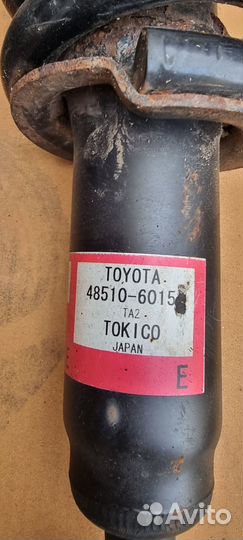 TOYOTA
48510-6015
TA2
TOKICO
JAPAN
E
Avito